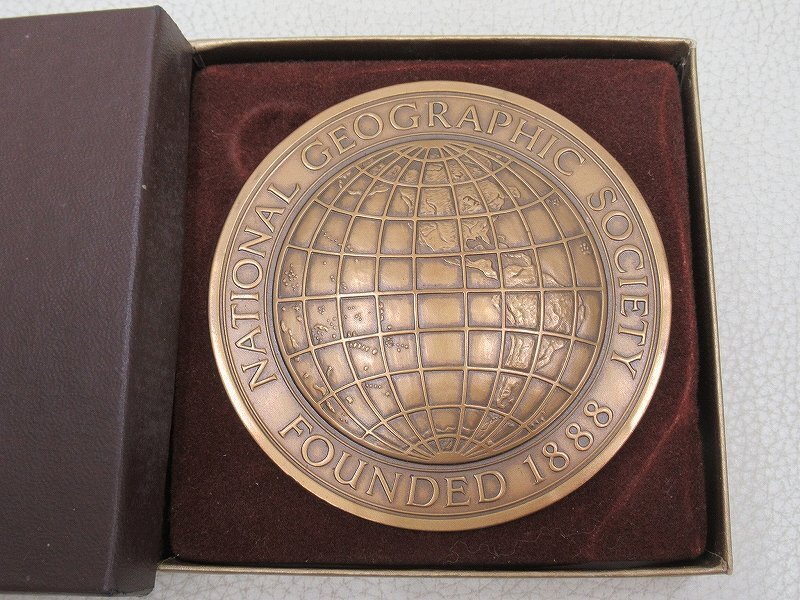 NATIONAL GEOGRAPHIC SOCIETY
FOUNDED 1888